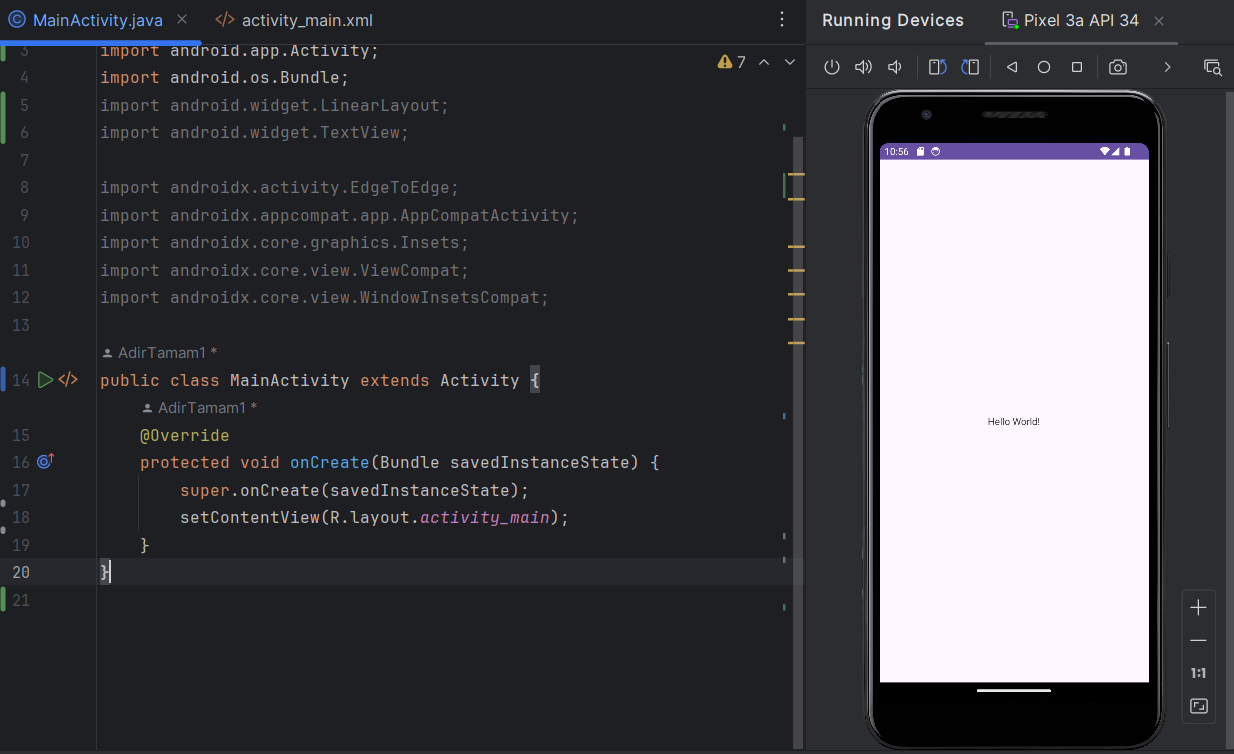 MainActivity.java
activity_main.xml
Running Devices
Pixel 3a API 34
7
3 import android.app.Activity;
4 import android.os.Bundle;
5 import android.widget.LinearLayout;
6 import android.widget.TextView;
7
8 import androidx.activity.EdgeToEdge;
9 import androidx.appcompat.app.AppCompatActivity;
10 import androidx.core.graphics.Insets;
11 import androidx.core.view.ViewCompat;
12 import androidx.core.view.WindowInsetsCompat;
13
AdirTamam1 *
14 public class MainActivity extends Activity {
AdirTamam1 *
15 @Override
16 protected void onCreate(Bundle savedInstanceState) {
17 super.onCreate(savedInstanceState);
18 setContentView(R.layout.activity_main);
19 }
20 }
21
10:56
Hello World!
1:1